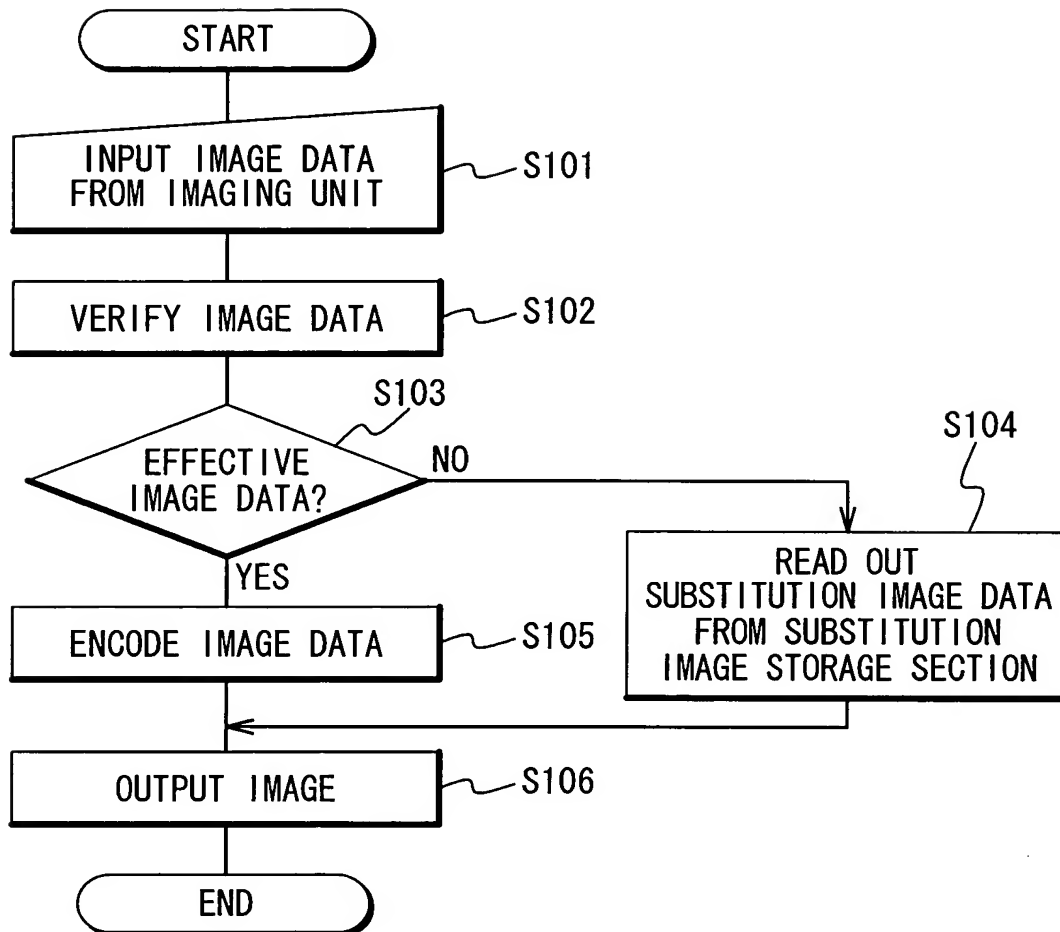 START
INPUT IMAGE DATA
FROM IMAGING UNIT
S101
VERIFY IMAGE DATA
S102
S103
EFFECTIVE
IMAGE DATA?
NO
YES
S104
READ OUT
SUBSTITUTION IMAGE DATA
FROM SUBSTITUTION
IMAGE STORAGE SECTION
ENCODE IMAGE DATA
S105
OUTPUT IMAGE
S106
END